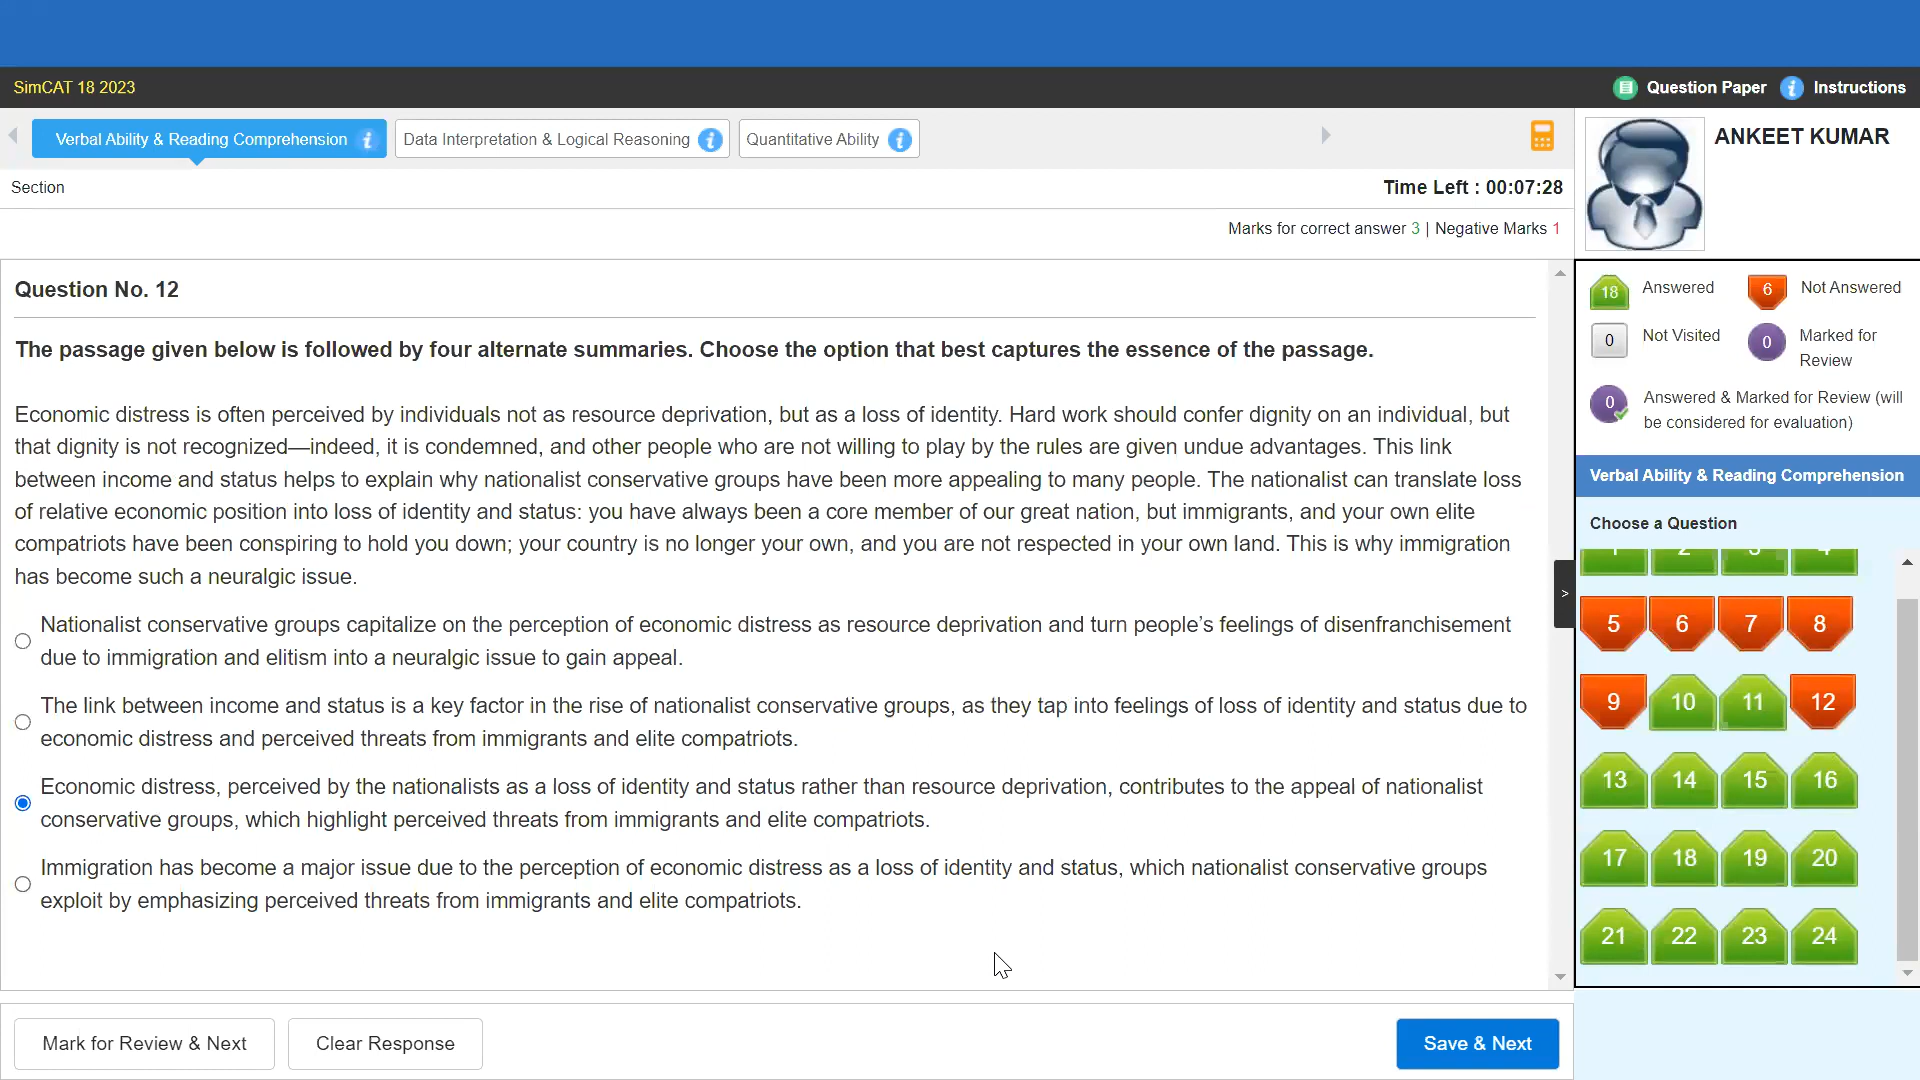 SimCAT 18 2023
Question Paper
Instructions
Verbal Ability & Reading Comprehension
Data Interpretation & Logical Reasoning
Quantitative Ability
ANKEET KUMAR
Section
Time Left : 00:07:28
Marks for correct answer 3 | Negative Marks 1
Question No. 12
The passage given below is followed by four alternate summaries. Choose the option that best captures the essence of the passage.
Economic distress is often perceived by individuals not as resource deprivation, but as a loss of identity. Hard work should confer dignity on an individual, but
that dignity is not recognized—indeed, it is condemned, and other people who are not willing to play by the rules are given undue advantages. This link
between income and status helps to explain why nationalist conservative groups have been more appealing to many people. The nationalist can translate loss
of relative economic position into loss of identity and status: you have always been a core member of our great nation, but immigrants, and your own elite
compatriots have been conspiring to hold you down; your country is no longer your own, and you are not respected in your own land. This is why immigration
has become such a neuralgic issue.
Nationalist conservative groups capitalize on the perception of economic distress as resource deprivation and turn people’s feelings of disenfranchisement
due to immigration and elitism into a neuralgic issue to gain appeal.
The link between income and status is a key factor in the rise of nationalist conservative groups, as they tap into feelings of loss of identity and status due to
economic distress and perceived threats from immigrants and elite compatriots.
Economic distress, perceived by the nationalists as a loss of identity and status rather than resource deprivation, contributes to the appeal of nationalist
conservative groups, which highlight perceived threats from immigrants and elite compatriots.
Immigration has become a major issue due to the perception of economic distress as a loss of identity and status, which nationalist conservative groups
exploit by emphasizing perceived threats from immigrants and elite compatriots.
Mark for Review & Next
Clear Response
Save & Next
18 Answered
6 Not Answered
0 Not Visited
0 Marked for
Review
0 Answered & Marked for Review (will
be considered for evaluation)
Verbal Ability & Reading Comprehension
Choose a Question
>
1 2 3 4
5 6 7 8
9 10 11 12
13 14 15 16
17 18 19 20
21 22 23 24